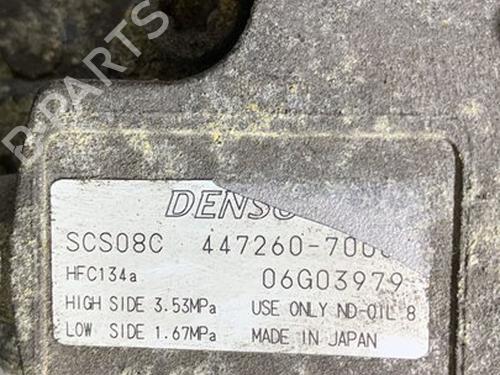 B-PARTS
DENSO
SCS08C 447260-700
HFC134a 06G03979
HIGH SIDE 3.53MPa USE ONLY ND-OIL 8
LOW SIDE 1.67MPa MADE IN JAPAN